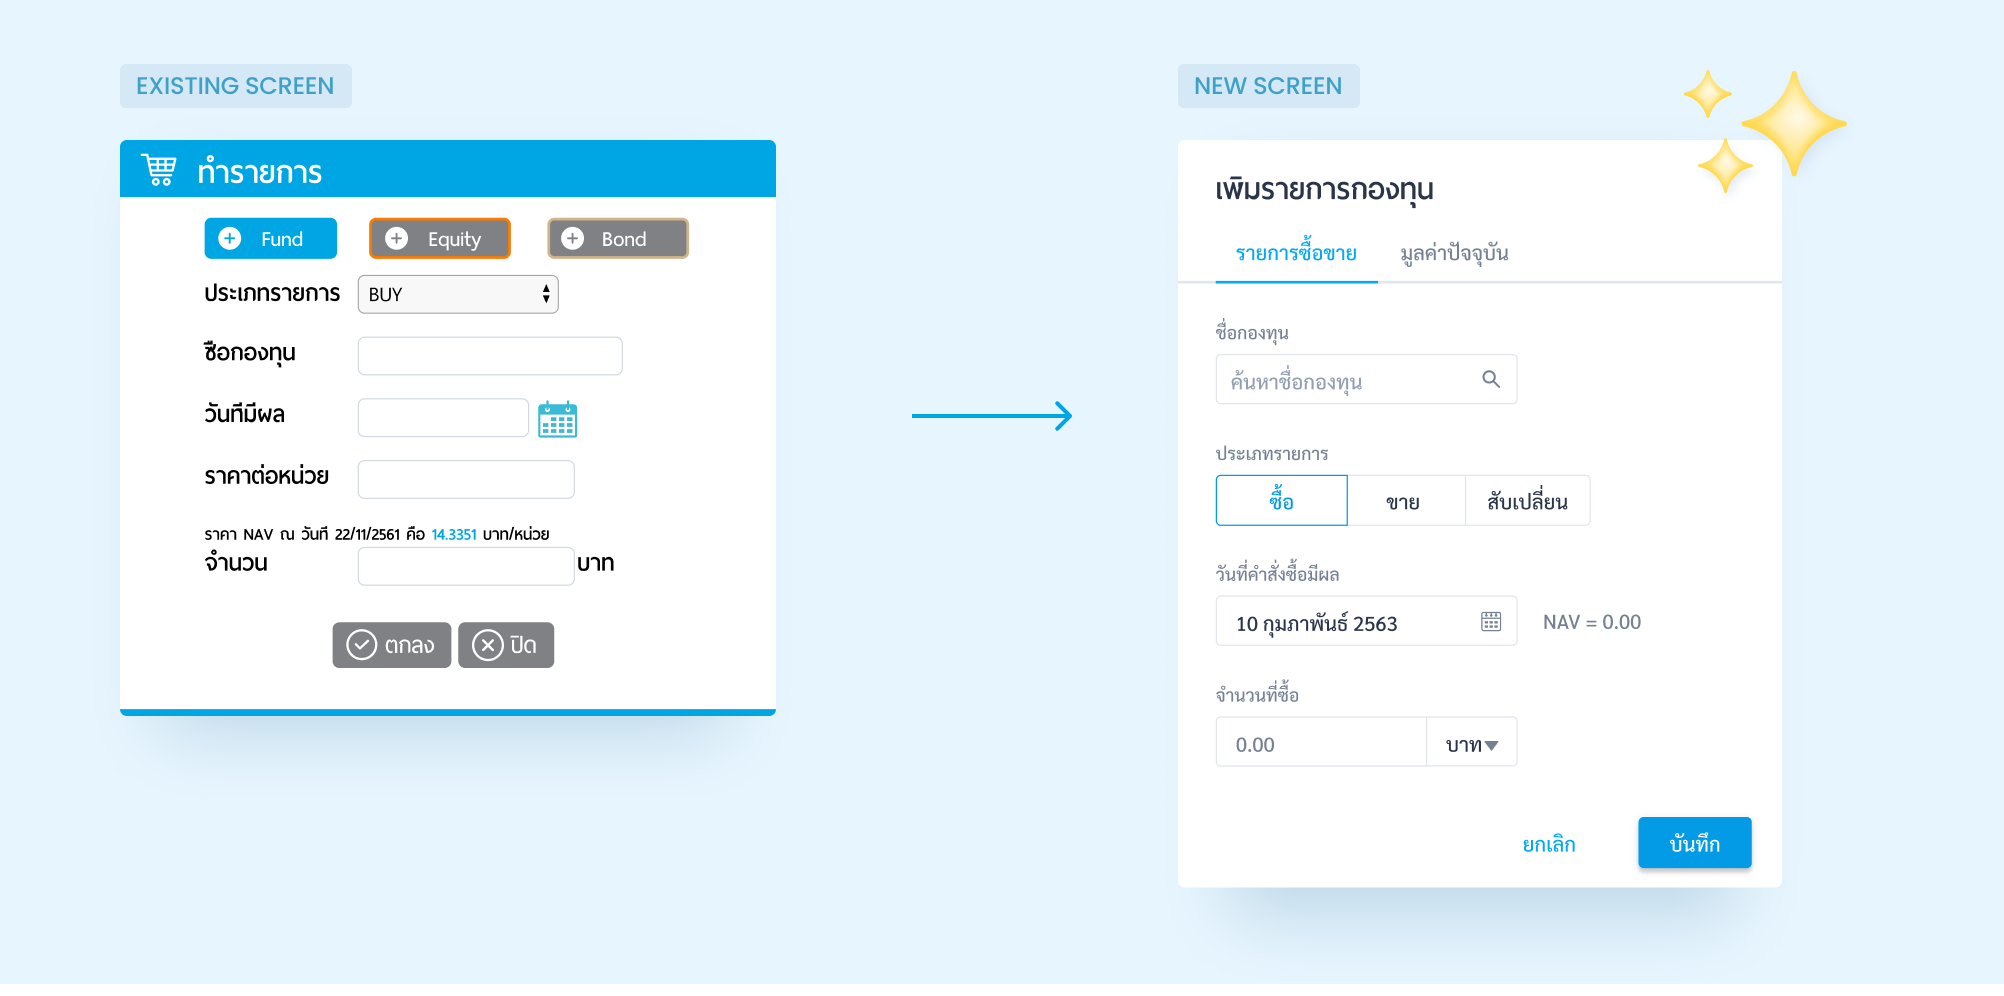 EXISTING SCREEN
ทำรายการ
Fund
Equity
Bond
ประเภทรายการ
BUY
ชื่อกองทุน
วันที่มีผล
ราคาต่อหน่วย
ราคา NAV ณ วันที่ 22/11/2561 คือ 14.3351 บาท/หน่วย
จำนวน
บาท
ตกลง
ปิด
NEW SCREEN
เพิ่มรายการกองทุน
รายการซื้อขาย
มูลค่าปัจจุบัน
ชื่อกองทุน
ค้นหาชื่อกองทุน
ประเภทรายการ
ซื้อ
ขาย
สับเปลี่ยน
วันที่คำสั่งซื้อมีผล
10 กุมภาพันธ์ 2563
NAV = 0.00
จำนวนที่ซื้อ
0.00
บาท
ยกเลิก
บันทึก